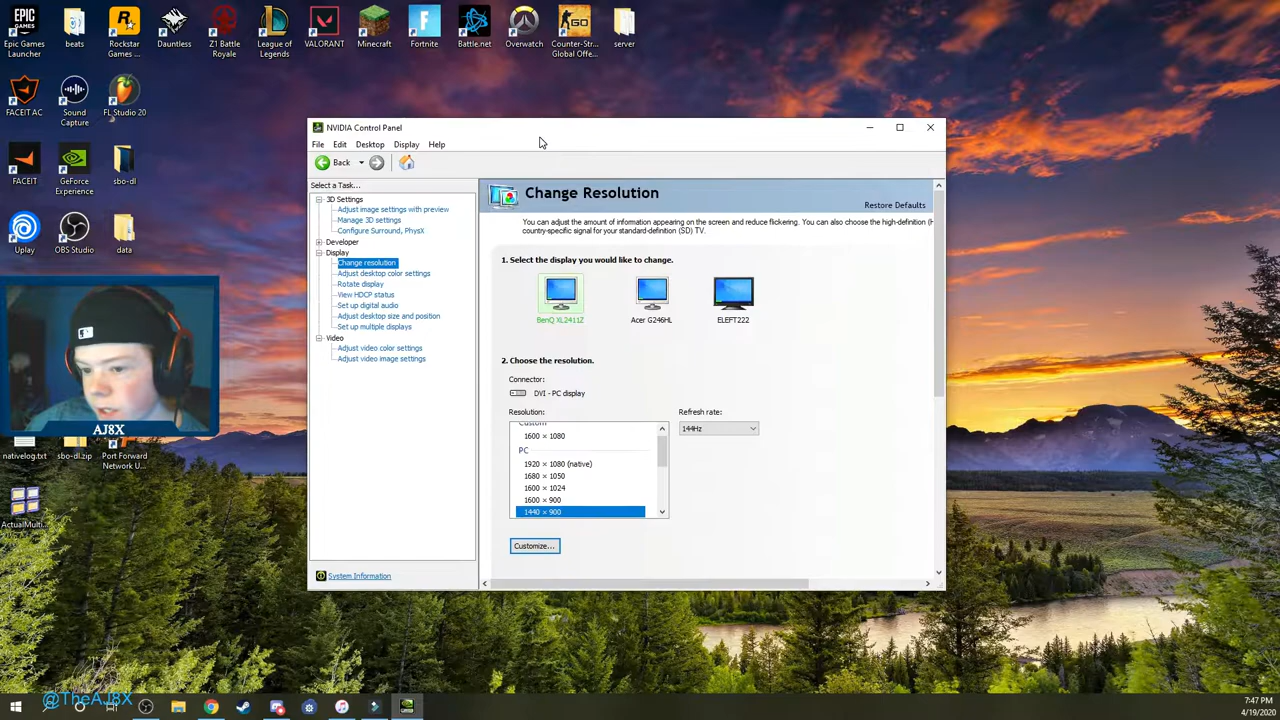 Epic Games
Launcher
beats
Rockstar
Games ...
Dauntless
Z1 Battle
Royale
League of
Legends
VALORANT
Minecraft
Fortnite
Battle.net
Overwatch
Counter-Str...
Global Offe...
server
FACEIT AC
Sound
Capture
FL Studio 20
FACEIT
GeForce
Experience
sbo-dl
Uplay
OBS Studio
data
AJ8X
nativelog.txt
sbo-dl.zip
Port Forward
Network U...
ActualMulti...
NVIDIA Control Panel
File Edit Desktop Display Help
Back
Select a Task...
3D Settings
Adjust image settings with preview
Manage 3D settings
Configure Surround, PhysX
Developer
Display
Change resolution
Adjust desktop color settings
Rotate display
View HDCP status
Set up digital audio
Adjust desktop size and position
Set up multiple displays
Video
Adjust video color settings
Adjust video image settings
System Information
Change Resolution
Restore Defaults
You can adjust the amount of information appearing on the screen and reduce flickering. You can also choose the high-definition (H
country-specific signal for your standard-definition (SD) TV.
1. Select the display you would like to change.
BenQ XL2411Z
Acer G246HL
ELEFT222
2. Choose the resolution.
Connector:
DVI - PC display
Resolution:
Refresh rate:
Custom
144Hz
1600 × 1080
PC
1920 × 1080 (native)
1680 × 1050
1600 × 1024
1600 × 900
1440 × 900
Customize...
@TheAJ8X
7:47 PM
4/19/2020